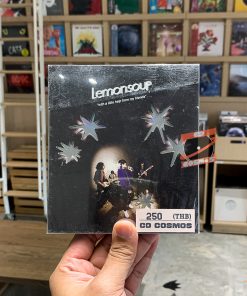 Lemonsoup
"with a little help from my friends"
250 (THB)
CD COSMOS